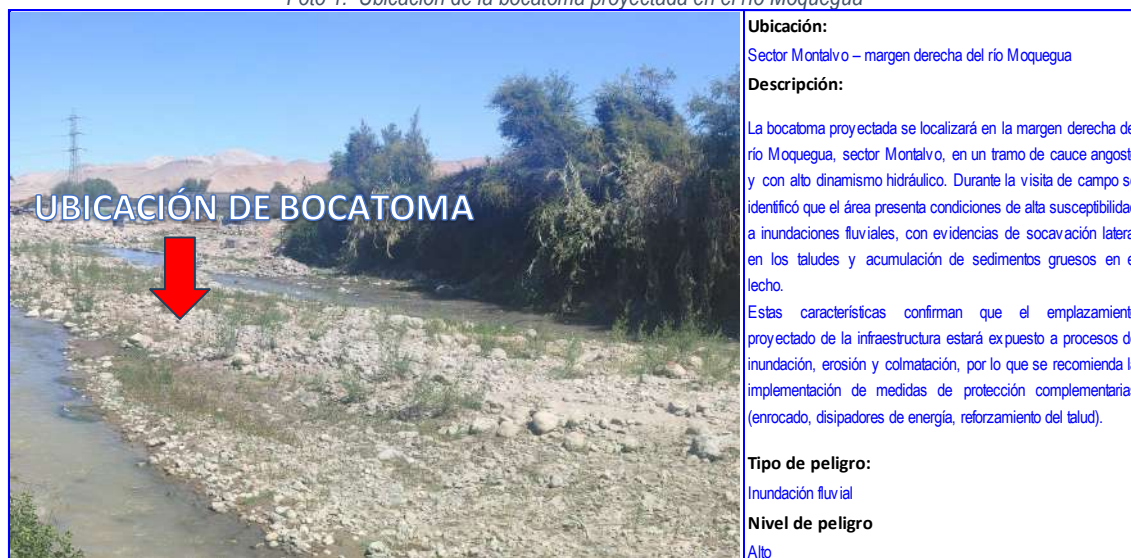 Foto 1. Ubicación de la bocatoma proyectada en el río Moquegua
UBICACIÓN DE BOCATOMA
Ubicación:
Sector Montalvo – margen derecha del río Moquegua
Descripción:
La bocatoma proyectada se localizará en la margen derecha de
río Moquegua, sector Montalvo, en un tramo de cauce angost
y con alto dinamismo hidráulico. Durante la visita de campo s
identificó que el área presenta condiciones de alta susceptibilida
a inundaciones fluviales, con evidencias de socavación latera
en los taludes y acumulación de sedimentos gruesos en e
lecho.
Estas características confirman que el emplazamient
proyectado de la infraestructura estará expuesto a procesos d
inundación, erosión y colmatación, por lo que se recomienda l
implementación de medidas de protección complementaria
(enrocado, disipadores de energía, reforzamiento del talud).
Tipo de peligro:
Inundación fluvial
Nivel de peligro
Alto